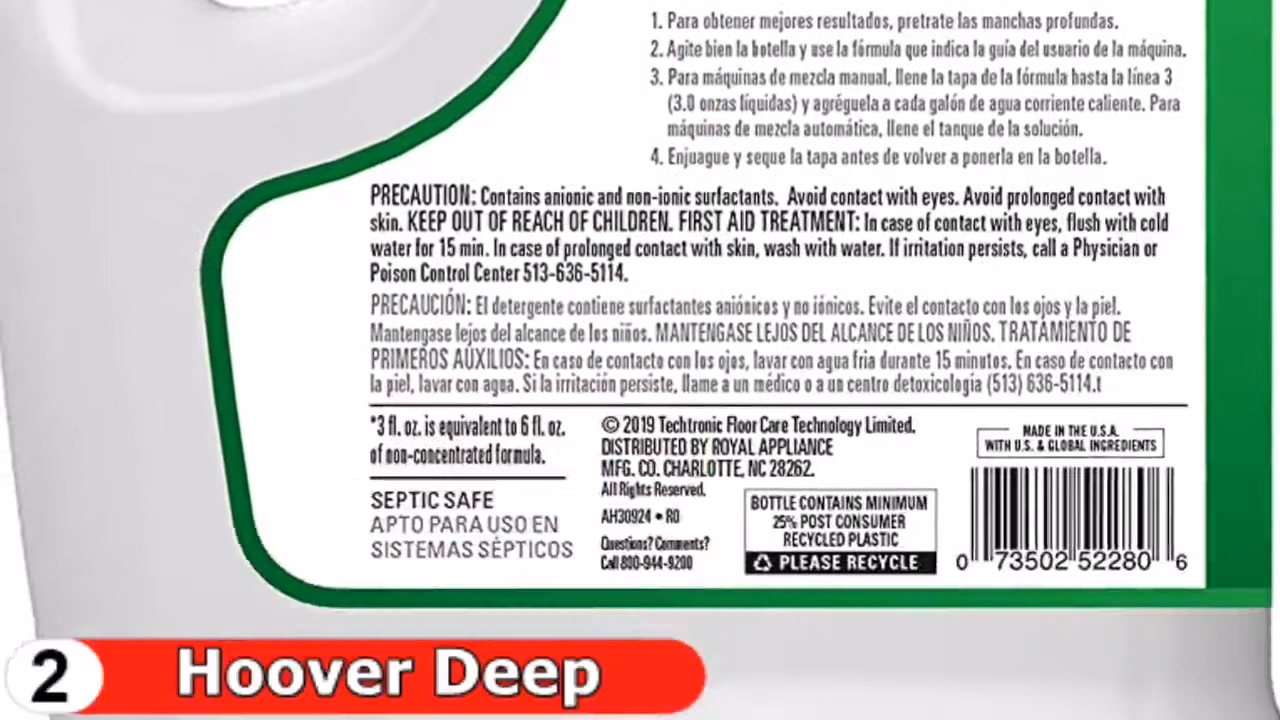 1. Para obtener mejores resultados, pretrate las manchas profundas.
2. Agite bien la botella y use la fórmula que indica la guía del usuario de la máquina.
3. Para máquinas de mezcla manual, llene la tapa de la fórmula hasta la línea 3
(3.0 onzas líquidas) y agréguela a cada galón de agua corriente caliente. Para
máquinas de mezcla automática, llene el tanque de la solución.
4. Enjuague y seque la tapa antes de volver a ponerla en la botella.
PRECAUTION: Contains anionic and non-ionic surfactants. Avoid contact with eyes. Avoid prolonged contact with
skin. KEEP OUT OF REACH OF CHILDREN. FIRST AID TREATMENT: In case of contact with eyes, flush with cold
water for 15 min. In case of prolonged contact with skin, wash with water. If irritation persists, call a Physician or
Poison Control Center 513-636-5114.
PRECAUCIÓN: El detergente contiene surfactantes aniónicos y no iónicos. Evite el contacto con los ojos y la piel.
Mantengase lejos del alcance de los niños. MANTENGASE LEJOS DEL ALCANCE DE LOS NIÑOS. TRATAMIENTO DE
PRIMEROS AUXILIOS: En caso de contacto con los ojos, lavar con agua fria durante 15 minutos. En caso de contacto con
la piel, lavar con agua. Si la irritación persiste, llame a un médico o a un centro detoxicología (513) 636-5114.t
*3 fl. oz. is equivalent to 6 fl. oz.
of non-concentrated formula.
SEPTIC SAFE
APTO PARA USO EN
SISTEMAS SÉPTICOS
© 2019 Techtronic Floor Care Technology Limited.
DISTRIBUTED BY ROYAL APPLIANCE
MFG. CO. CHARLOTTE, NC 28262.
All Rights Reserved.
AH30924 • R0
Questions? Comments?
Call 800-944-9200
BOTTLE CONTAINS MINIMUM
25% POST CONSUMER
RECYCLED PLASTIC
PLEASE RECYCLE
MADE IN THE U.S.A.
WITH U.S. & GLOBAL INGREDIENTS
0 73502 52280 6
2 Hoover Deep